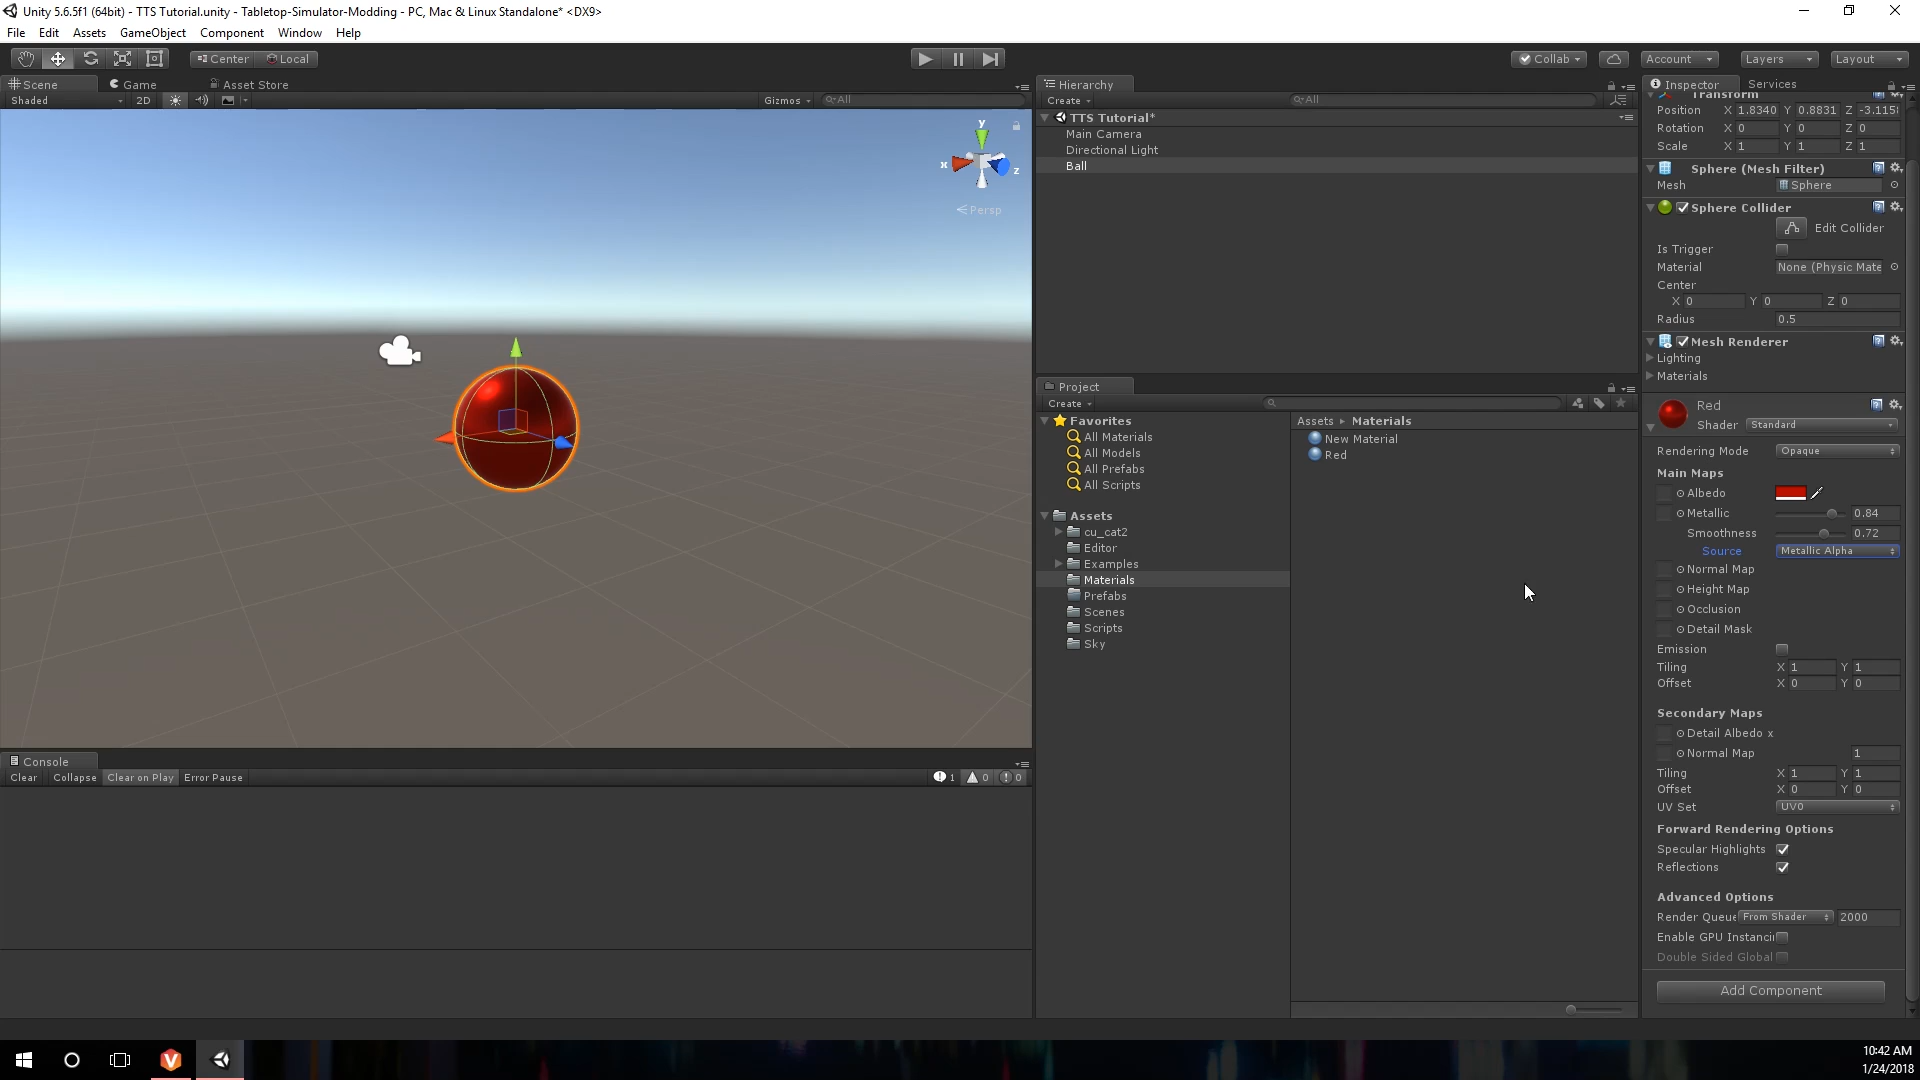 Unity 5.6.5f1 (64bit) - TTS Tutorial.unity - Tabletop-Simulator-Modding - PC, Mac & Linux Standalone* <DX9>
File Edit Assets GameObject Component Window Help
Center Local
Collab Account Layers Layout
Scene Game Asset Store
Shaded 2D Gizmos All
y
x
z
Persp
Console
Clear Collapse Clear on Play Error Pause 1 0 0
Hierarchy
Create All
TTS Tutorial*
Main Camera
Directional Light
Ball
Project
Create
Favorites
All Materials
All Models
All Prefabs
All Scripts
Assets
cu_cat2
Editor
Examples
Materials
Prefabs
Scenes
Scripts
Sky
Assets Materials
New Material
Red
Inspector Services
Transform
Position X 1.8340 Y 0.8831 Z -3.115
Rotation X 0 Y 0 Z 0
Scale X 1 Y 1 Z 1
Sphere (Mesh Filter)
Mesh Sphere
Sphere Collider
Edit Collider
Is Trigger
Material None (Physic Mate
Center
X 0 Y 0 Z 0
Radius 0.5
Mesh Renderer
Lighting
Materials
Red
Shader Standard
Rendering Mode Opaque
Main Maps
Albedo
Metallic 0.84
Smoothness 0.72
Source Metallic Alpha
Normal Map
Height Map
Occlusion
Detail Mask
Emission
Tiling X 1 Y 1
Offset X 0 Y 0
Secondary Maps
Detail Albedo x
Normal Map 1
Tiling X 1 Y 1
Offset X 0 Y 0
UV Set UV0
Forward Rendering Options
Specular Highlights
Reflections
Advanced Options
Render Queue From Shader 2000
Enable GPU Instanci
Double Sided Global
Add Component
10:42 AM
1/24/2018